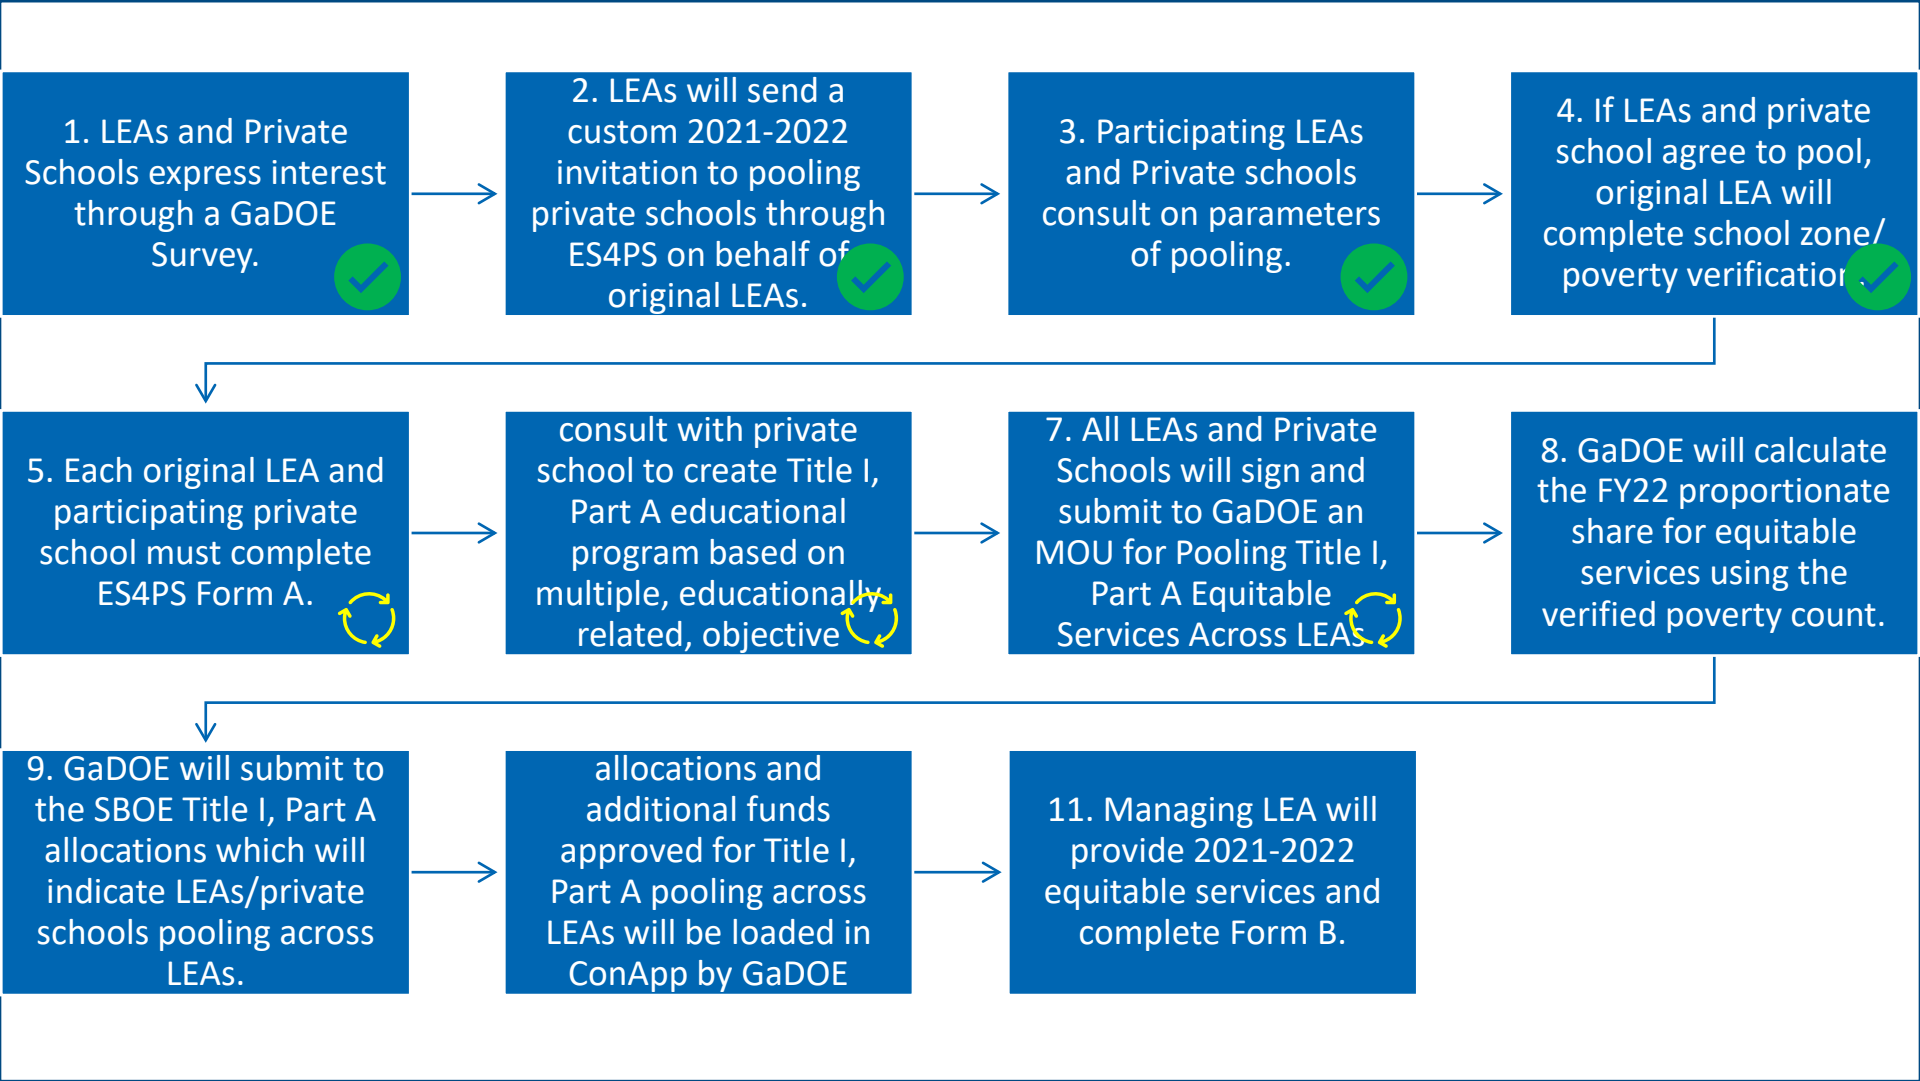 1. LEAs and Private
Schools express interest
through a GaDOE
Survey.
2. LEAs will send a
custom 2021-2022
invitation to pooling
private schools through
ES4PS on behalf of
original LEAs.
3. Participating LEAs
and Private schools
consult on parameters
of pooling.
4. If LEAs and private
school agree to pool,
original LEA will
complete school zone/
poverty verification.
5. Each original LEA and
participating private
school must complete
ES4PS Form A.
consult with private
school to create Title I,
Part A educational
program based on
multiple, educationally
related, objective
7. All LEAs and Private
Schools will sign and
submit to GaDOE an
MOU for Pooling Title I,
Part A Equitable
Services Across LEAs
8. GaDOE will calculate
the FY22 proportionate
share for equitable
services using the
verified poverty count.
9. GaDOE will submit to
the SBOE Title I, Part A
allocations which will
indicate LEAs/private
schools pooling across
LEAs.
allocations and
additional funds
approved for Title I,
Part A pooling across
LEAs will be loaded in
ConApp by GaDOE
11. Managing LEA will
provide 2021-2022
equitable services and
complete Form B.